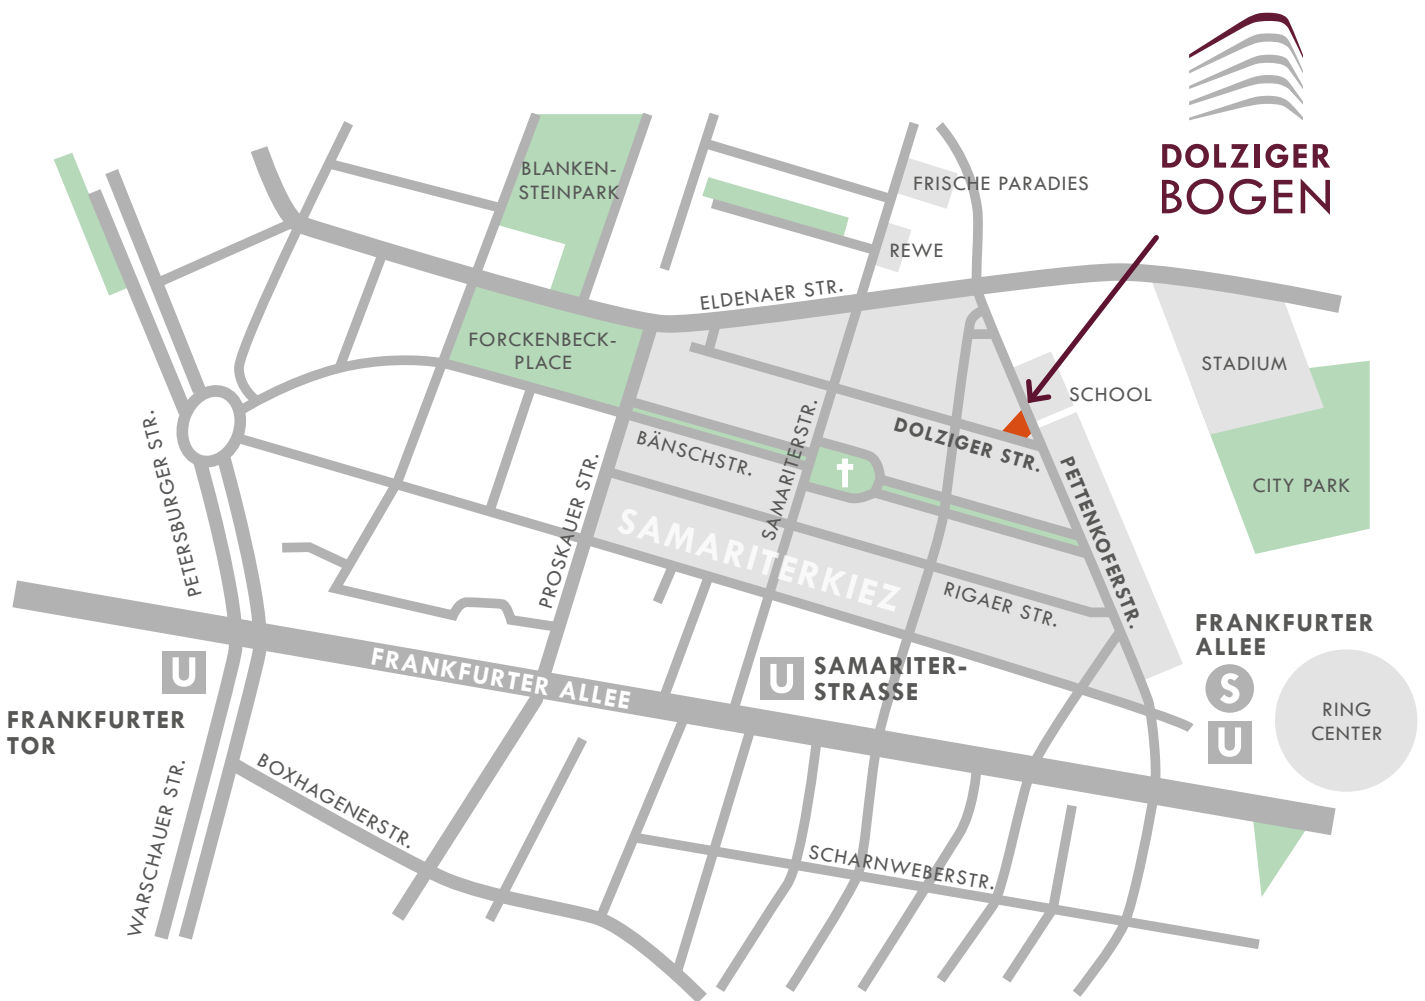 DOLZIGER
BOGEN
BLANKEN-
STEINPARK
FRISCHE PARADIES
REWE
ELDENAER STR.
FORCKENBECK-
PLACE
STADIUM
SCHOOL
DOLZIGER STR.
SAMARITERSTR.
BÄNSCHSTR.
PETERSBURGER STR.
PROSKAUER STR.
CITY PARK
PETTENKOFERSTR.
SAMARITERKIEZ
RIGAER STR.
FRANKFURTER
ALLEE
S
U
RING
CENTER
U
SAMARITER-
STRASSE
FRANKFURTER ALLEE
U
FRANKFURTER
TOR
WARSCHAUER STR.
BOXHAGENERSTR.
SCHARNWEBERSTR.